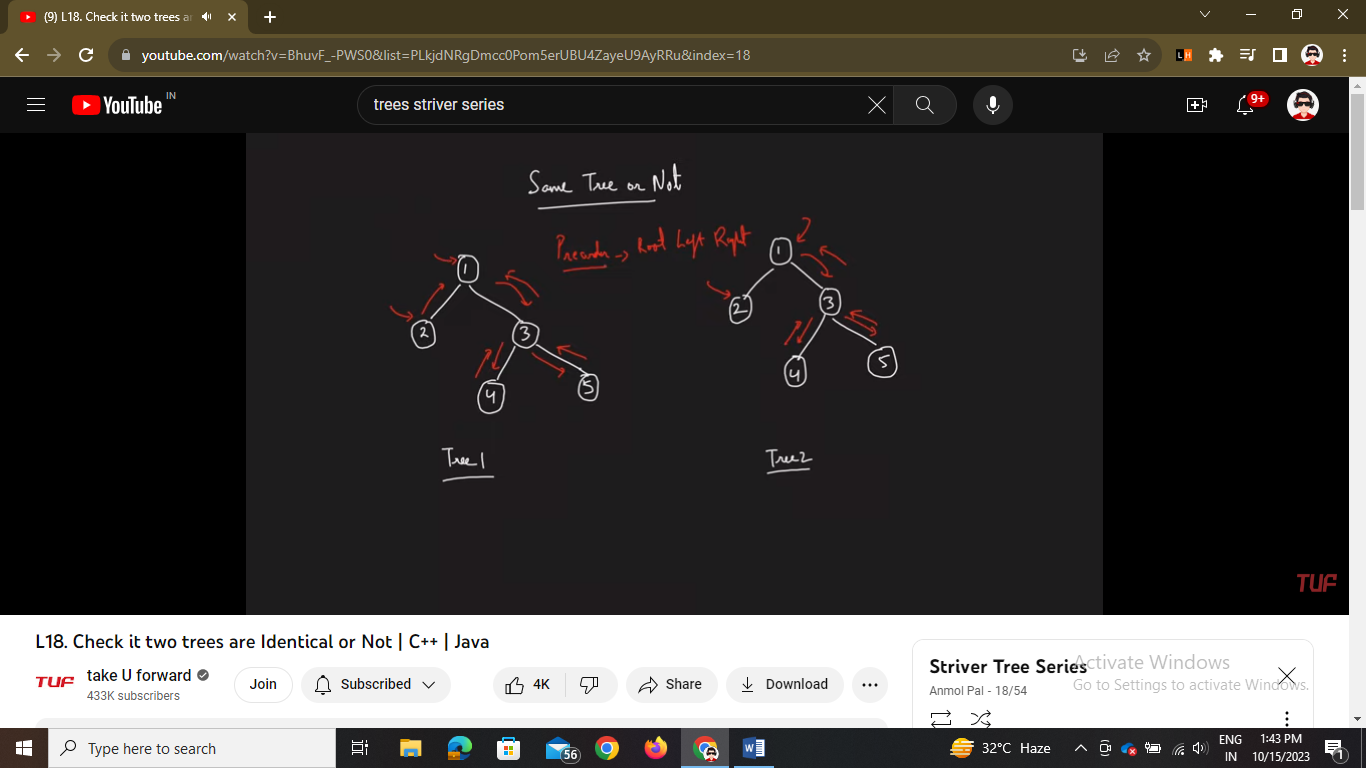 (9) L18. Check it two trees a
youtube.com/watch?v=BhuvF_-PWS0&list=PLkjdNRgDmcc0Pom5erUBU4ZayeU9AyRRu&index=18
YouTube IN
trees striver series
9+
Same Tree or Not
Preorder -> Root Left Right
1
1
2
3
2
3
4
5
4
5
Tree 1
Tree 2
TUF
L18. Check it two trees are Identical or Not | C++ | Java
TUF
take U forward
433K subscribers
Join
Subscribed
4K
Share
Download
Striver Tree Series
Anmol Pal - 18/54
Activate Windows
Go to Settings to activate Windows.
Type here to search
56
32°C Haze
ENG
IN
1:43 PM
10/15/2023
1